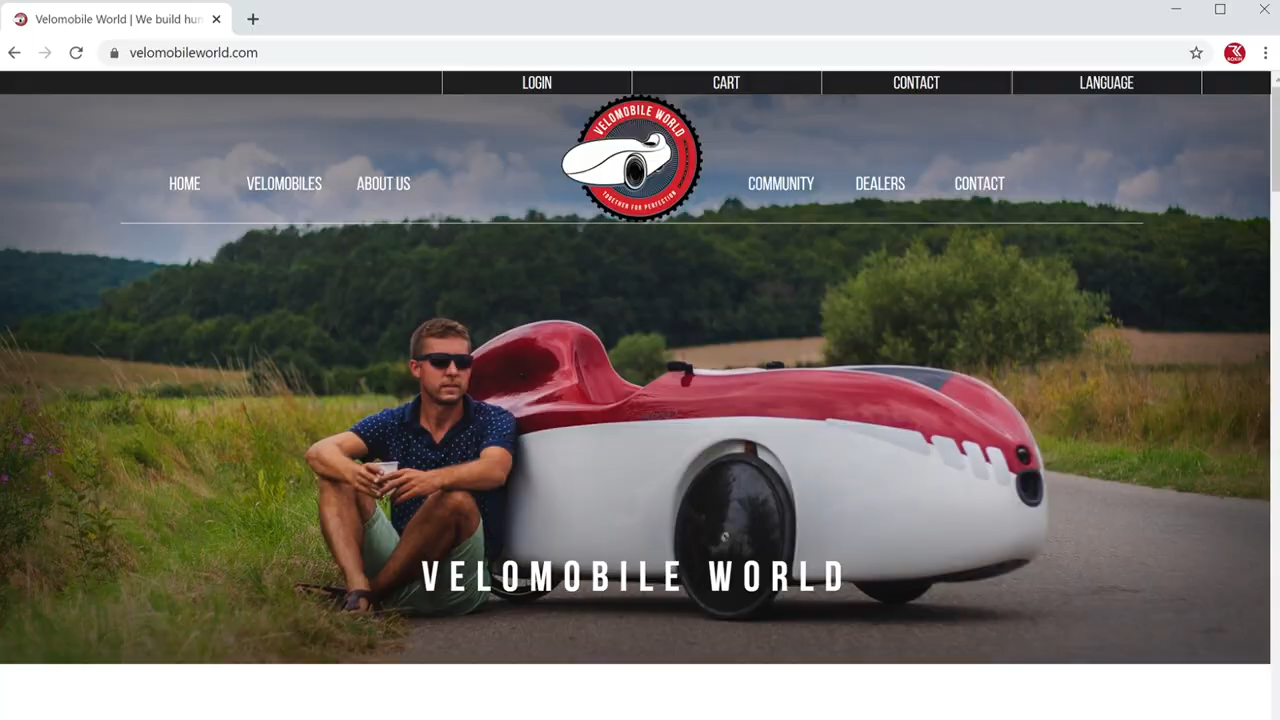 Velomobile World | We build hun
velomobileworld.com
LOGIN CART CONTACT LANGUAGE
VELOMOBILE WORLD
TOGETHER FOR PERFECTION
HOME VELOMOBILES ABOUT US COMMUNITY DEALERS CONTACT
VELOMOBILE WORLD